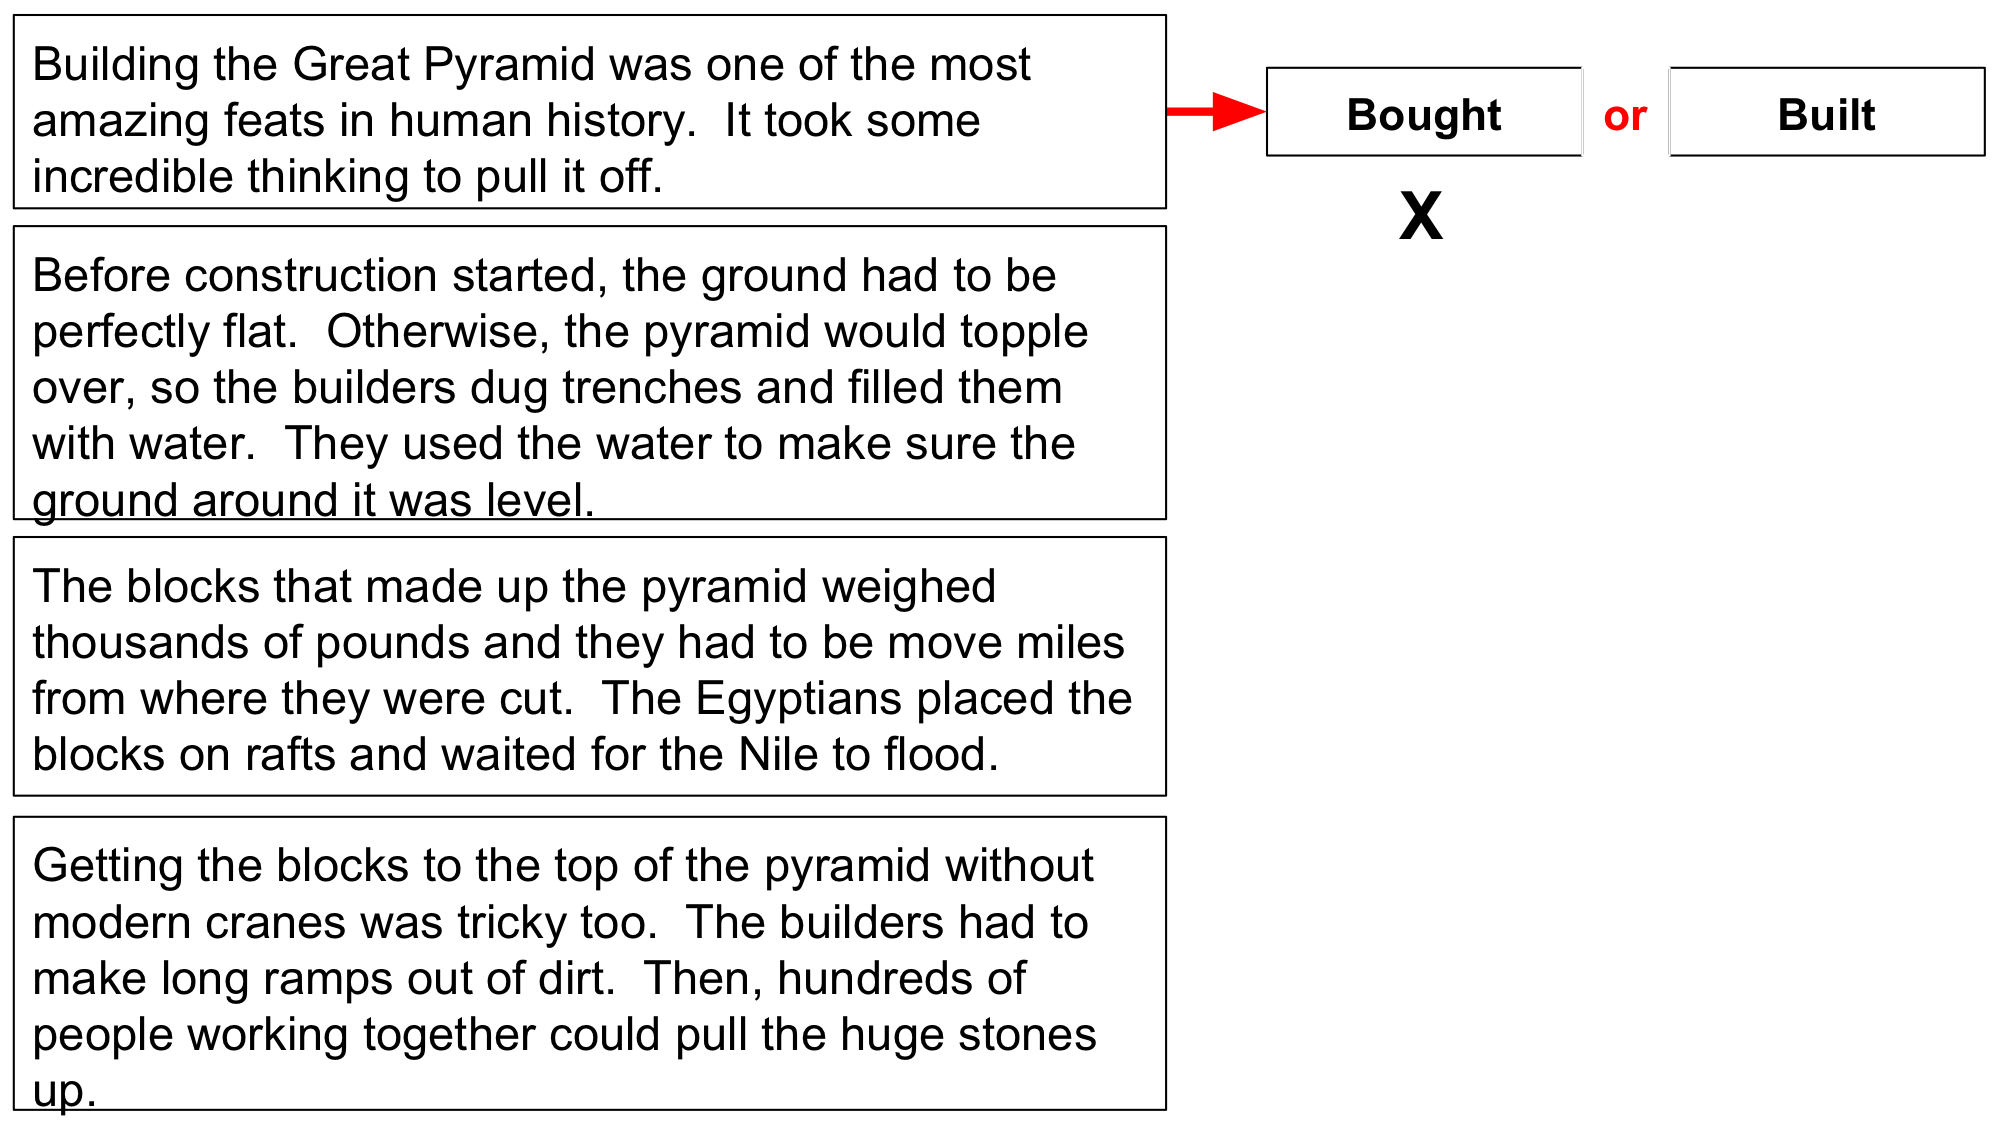 Building the Great Pyramid was one of the most
amazing feats in human history.  It took some
incredible thinking to pull it off.
Bought or Built
X
Before construction started, the ground had to be
perfectly flat.  Otherwise, the pyramid would topple
over, so the builders dug trenches and filled them
with water.  They used the water to make sure the
ground around it was level.
The blocks that made up the pyramid weighed
thousands of pounds and they had to be move miles
from where they were cut.  The Egyptians placed the
blocks on rafts and waited for the Nile to flood.
Getting the blocks to the top of the pyramid without
modern cranes was tricky too.  The builders had to
make long ramps out of dirt.  Then, hundreds of
people working together could pull the huge stones
up.